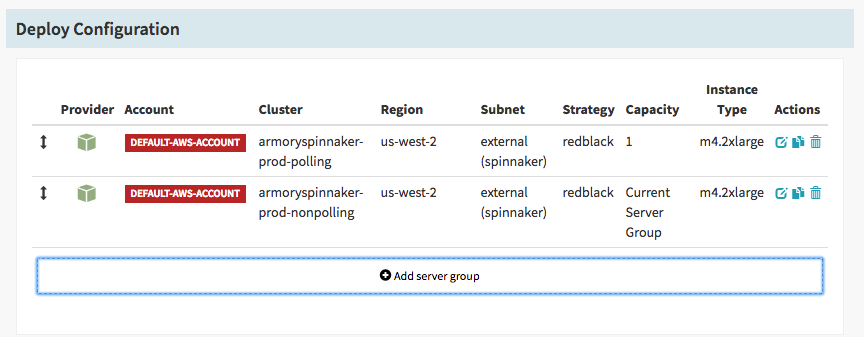 Deploy Configuration
Provider Account Cluster Region Subnet Strategy Capacity Instance Type Actions
DEFAULT-AWS-ACCOUNT armoryspinnaker-prod-polling us-west-2 external (spinnaker) redblack 1 m4.2xlarge
DEFAULT-AWS-ACCOUNT armoryspinnaker-prod-nonpolling us-west-2 external (spinnaker) redblack Current Server Group m4.2xlarge
Add server group